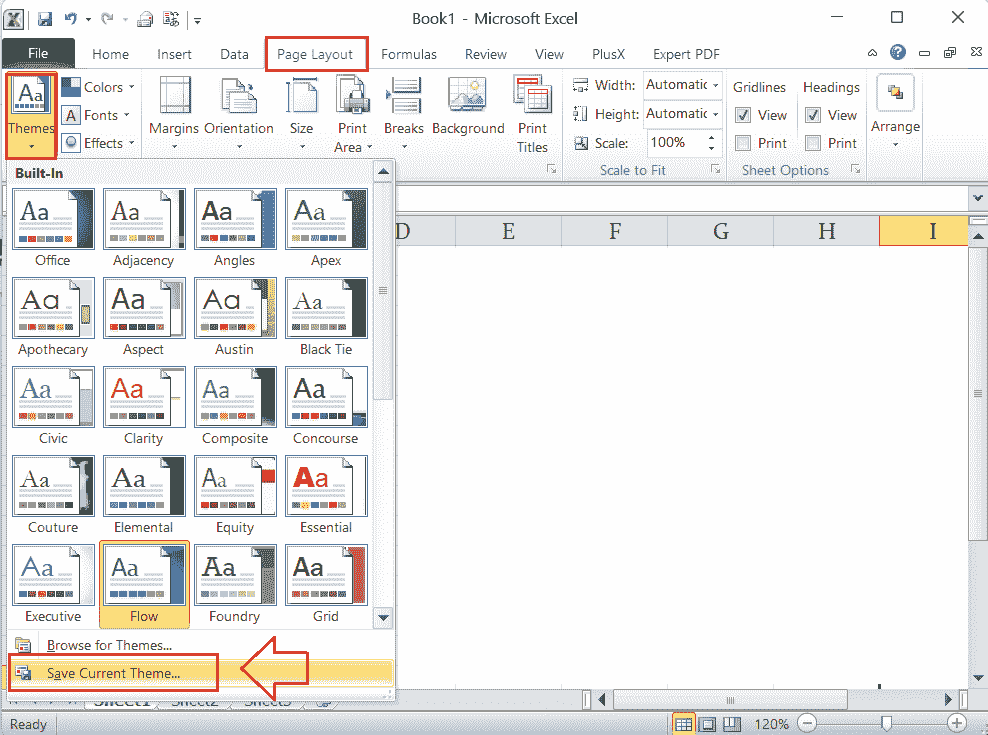 Book1 - Microsoft Excel
File Home Insert Data Page Layout Formulas Review View PlusX Expert PDF
Aa Themes
Colors
Fonts
Effects
Margins Orientation Size Print Area Breaks Background Print Titles
Width: Automatic
Height: Automatic
Scale: 100%
Scale to Fit
Gridlines Headings
View View
Print Print
Sheet Options
Arrange
Built-In
Aa Aa Aa Aa
Office Adjacency Angles Apex
Aa Aa Aa Aa
Apothecary Aspect Austin Black Tie
Aa Aa Aa Aa
Civic Clarity Composite Concourse
Aa Aa Aa Aa
Couture Elemental Equity Essential
Aa Aa Aa Aa
Executive Flow Foundry Grid
Browse for Themes...
Save Current Theme...
D E F G H I
Sheet1 Sheet2 Sheet3
Ready 120%